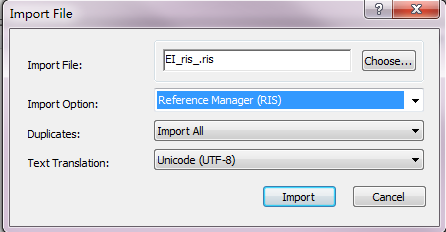 Import File
Import File: EI_ris_.ris Choose...
Import Option: Reference Manager (RIS)
Duplicates: Import All
Text Translation: Unicode (UTF-8)
Import Cancel